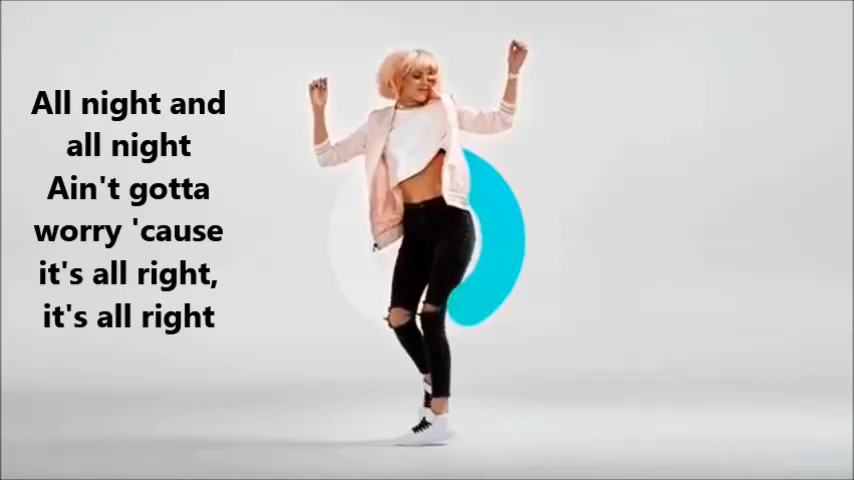 All night and
all night
Ain't gotta
worry 'cause
it's all right,
it's all right